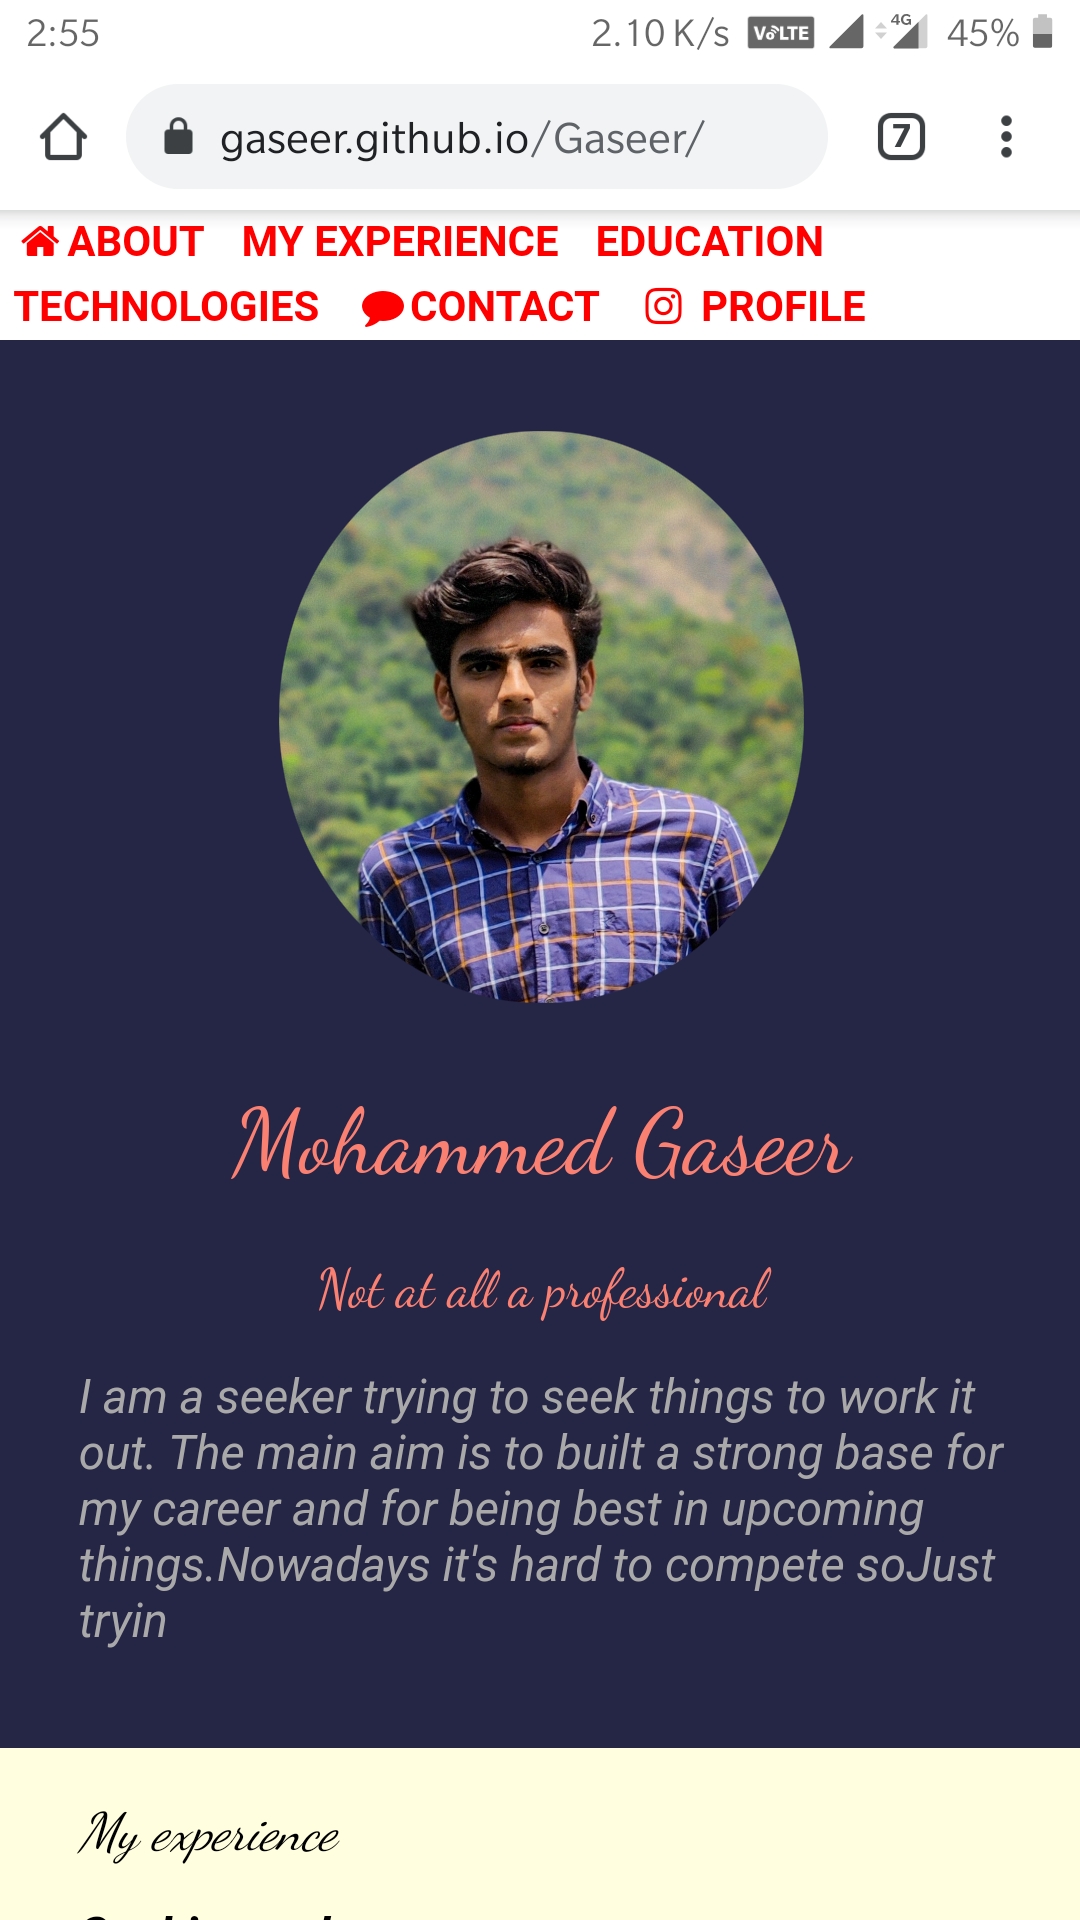 2:55 2.10 K/s VoLTE 4G 45%
gaseer.github.io/Gaseer/ 7
ABOUT MY EXPERIENCE EDUCATION
TECHNOLOGIES CONTACT PROFILE
Mohammed Gaseer
Not at all a professional
I am a seeker trying to seek things to work it
out. The main aim is to built a strong base for
my career and for being best in upcoming
things.Nowadays it's hard to compete soJust
tryin
My experience